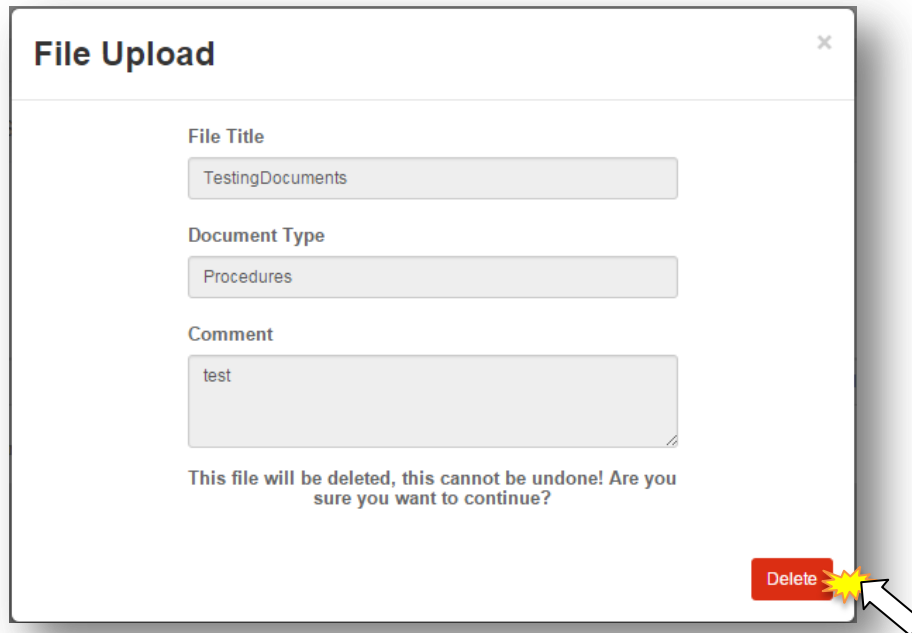 File Upload
×
File Title
TestingDocuments
Document Type
Procedures
Comment
test
This file will be deleted, this cannot be undone! Are you
sure you want to continue?
Delete